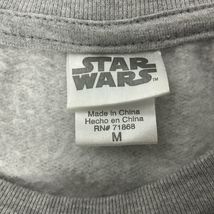 STAR
WARS
Made in China
Hecho en China
RN# 71868
M